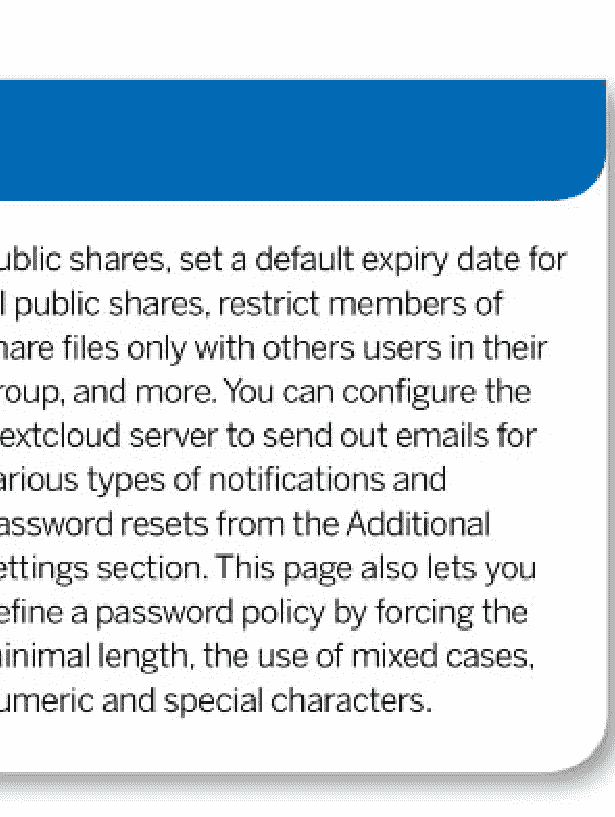 ublic shares, set a default expiry date for
l public shares, restrict members of
hare files only with others users in their
roup, and more. You can configure the
extcloud server to send out emails for
arious types of notifications and
assword resets from the Additional
ettings section. This page also lets you
efine a password policy by forcing the
inimal length, the use of mixed cases,
umeric and special characters.